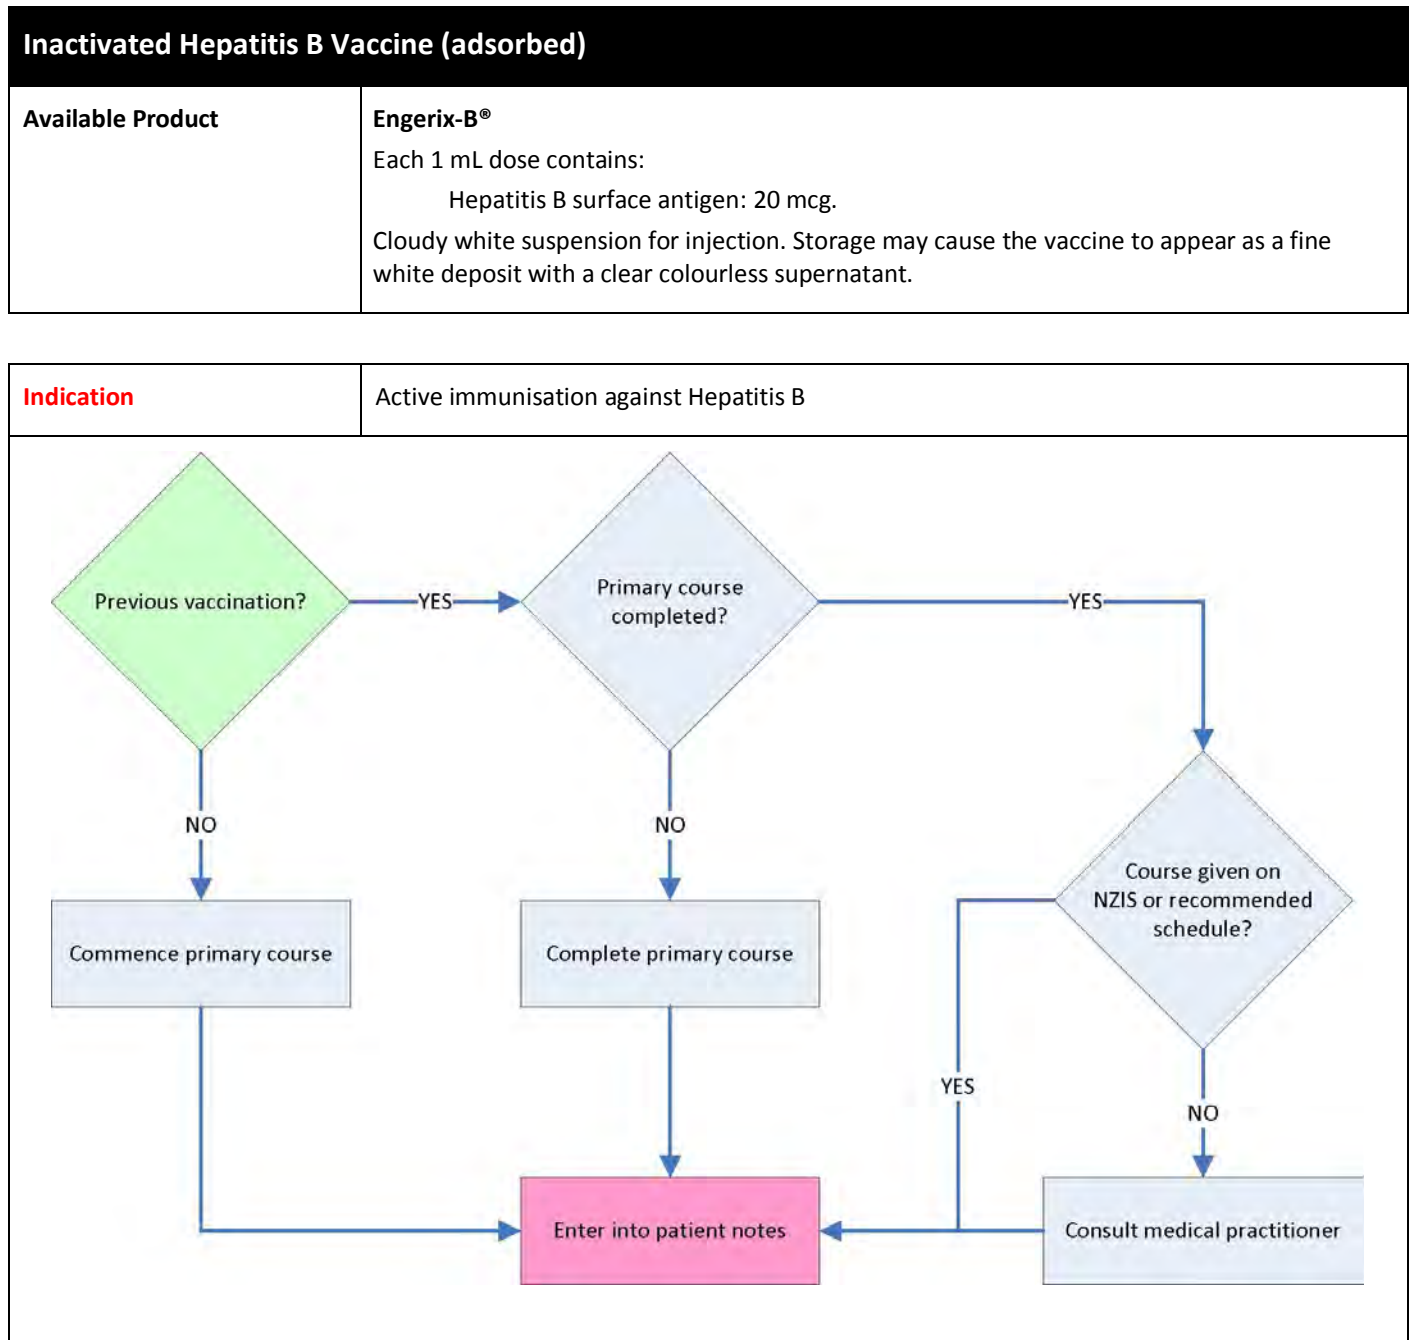 Inactivated Hepatitis B Vaccine (adsorbed)
Available Product
Engerix-B®
Each 1 mL dose contains:
Hepatitis B surface antigen: 20 mcg.
Cloudy white suspension for injection. Storage may cause the vaccine to appear as a fine
white deposit with a clear colourless supernatant.
Indication
Active immunisation against Hepatitis B
Previous vaccination?
YES
Primary course
completed?
YES
NO
NO
Course given on
NZIS or recommended
schedule?
Commence primary course
Complete primary course
YES
NO
Enter into patient notes
Consult medical practitioner